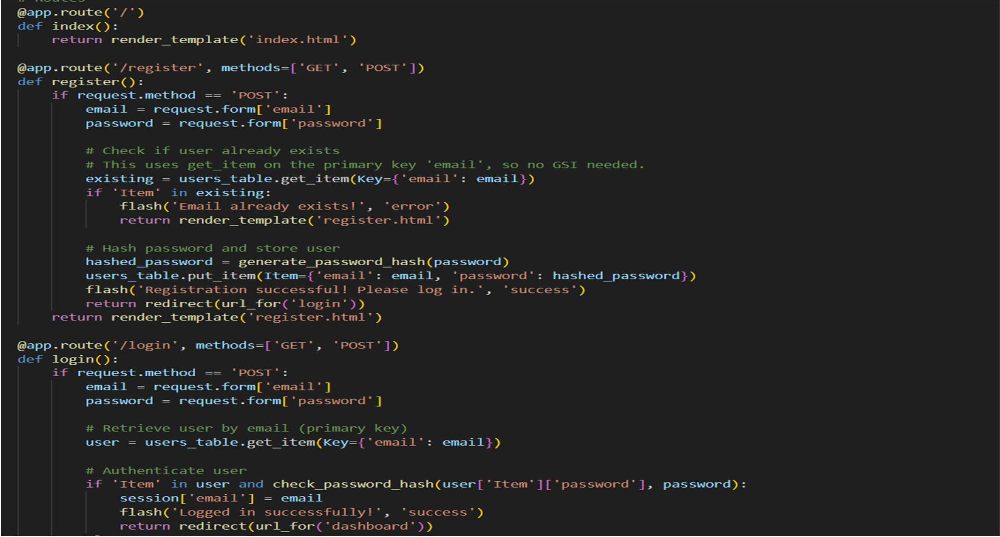 # Routes
@app.route('/')
def index():
    return render_template('index.html')

@app.route('/register', methods=['GET', 'POST'])
def register():
    if request.method == 'POST':
        email = request.form['email']
        password = request.form['password']

        # Check if user already exists
        # This uses get_item on the primary key 'email', so no GSI needed.
        existing = users_table.get_item(Key={'email': email})
        if 'Item' in existing:
            flash('Email already exists!', 'error')
            return render_template('register.html')

        # Hash password and store user
        hashed_password = generate_password_hash(password)
        users_table.put_item(Item={'email': email, 'password': hashed_password})
        flash('Registration successful! Please log in.', 'success')
        return redirect(url_for('login'))
    return render_template('register.html')

@app.route('/login', methods=['GET', 'POST'])
def login():
    if request.method == 'POST':
        email = request.form['email']
        password = request.form['password']

        # Retrieve user by email (primary key)
        user = users_table.get_item(Key={'email': email})

        # Authenticate user
        if 'Item' in user and check_password_hash(user['Item']['password'], password):
            session['email'] = email
            flash('Logged in successfully!', 'success')
            return redirect(url_for('dashboard'))